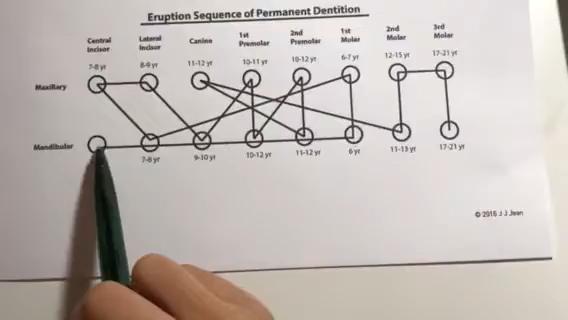 Eruption Sequence of Permanent Dentition
Central Incisor
Lateral Incisor
Canine
1st Premolar
2nd Premolar
1st Molar
2nd Molar
3rd Molar
7-8 yr
8-9 yr
11-12 yr
10-11 yr
10-12 yr
6-7 yr
12-15 yr
17-21 yr
Maxillary
Mandibular
7-8 yr
9-10 yr
10-12 yr
11-12 yr
6 yr
11-13 yr
17-21 yr